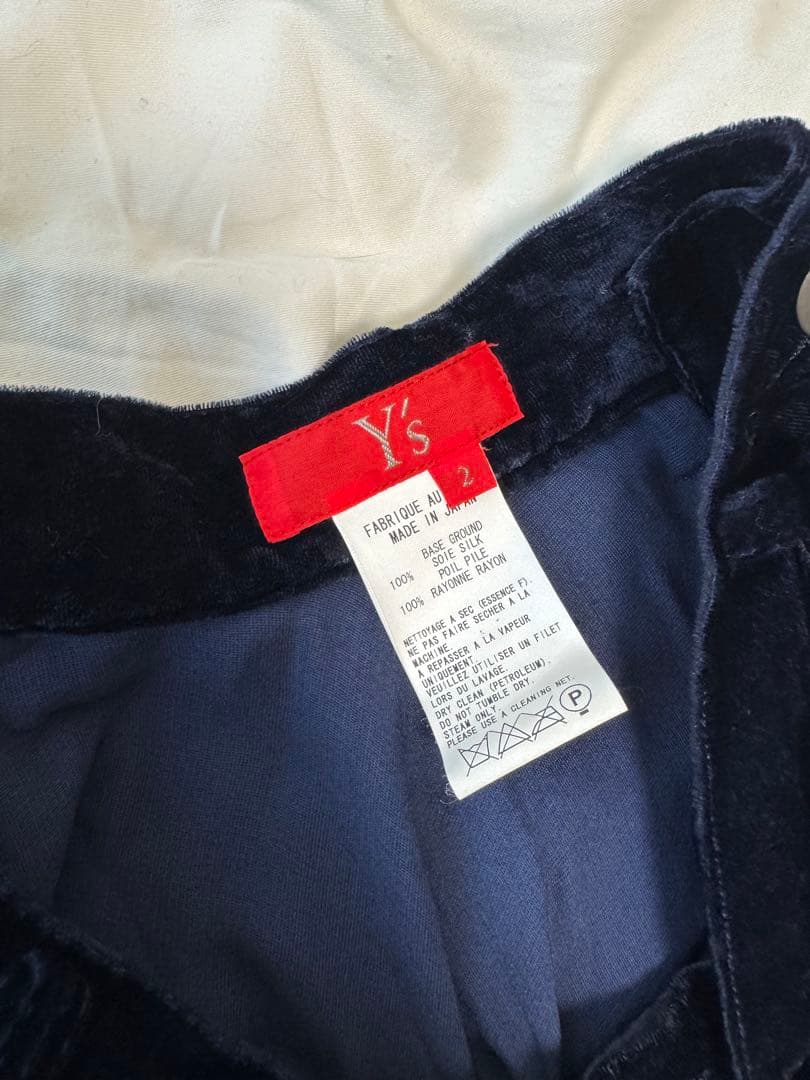 Y's
2
FABRIQUE AU
MADE IN JAPAN
BASE GROUND
100% SOIE SILK
POIL PILE
100% RAYONNE RAYON
NETTOYAGE A SEC (ESSENCE F).
NE PAS FAIRE SECHER A LA
MACHINE.
A REPASSER A LA VAPEUR
UNIQUEMENT.
VEUILLEZ UTILISER UN FILET
LORS DU LAVAGE.
DRY CLEAN (PETROLEUM).
DO NOT TUMBLE DRY.
STEAM ONLY.
PLEASE USE A CLEANING NET.
P